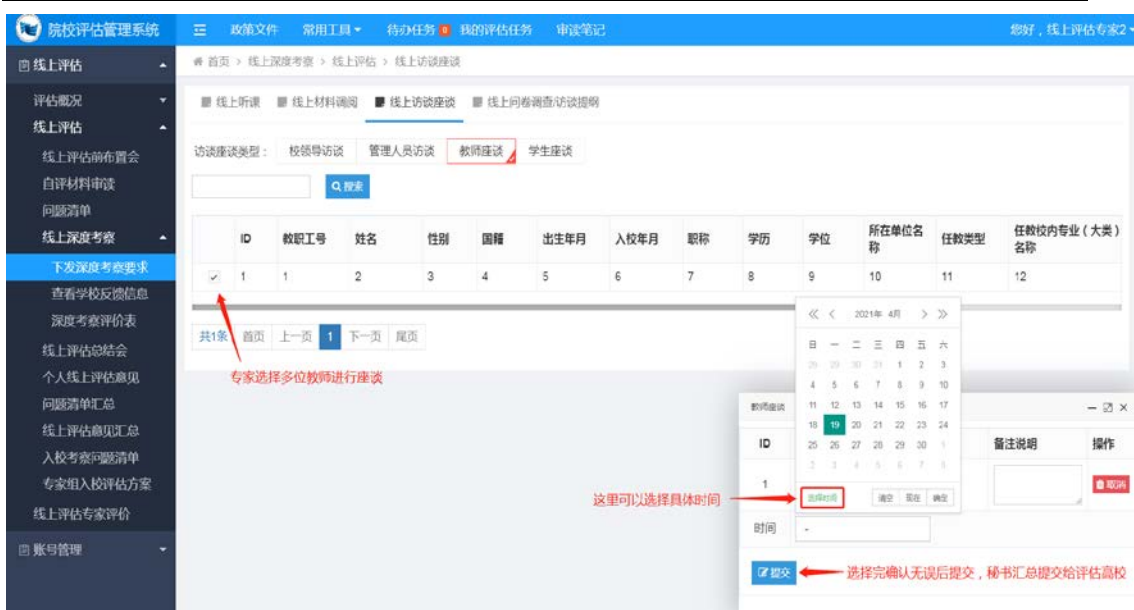 院校评估管理系统
政策文件 常用工具 待办任务 0 我的评估任务 审读笔记
您好，线上评估专家2
线上评估
首页 > 线上深度考察 > 线上评估 > 线上访谈座谈
评估概况
线上听课 线上材料调阅 线上访谈座谈 线上问卷调查/访谈提纲
线上评估
线上评估前布置会
访谈座谈类型： 校领导访谈 管理人员访谈 教师座谈 学生座谈
自评材料审读
搜索
问题清单
线上深度考察
ID 教职工号 姓名 性别 国籍 出生年月 入校年月 职称 学历 学位 所在单位名称 任教类型 任教校内专业（大类）名称
下发深度考察要求
1 1 2 3 4 5 6 7 8 9 10 11 12
查看学校反馈信息
深度考察评价表
共1条 首页 上一页 1 下一页 尾页
线上评估总结会
个人线上评估意见
专家选择多位教师进行座谈
问题清单汇总
线上评估意见汇总
入校考察问题清单
专家组入校评估方案
线上评估专家评价
账号管理
2021年 4月
日 一 二 三 四 五 六
28 29 30 31 1 2 3
4 5 6 7 8 9 10
11 12 13 14 15 16 17
18 19 20 21 22 23 24
25 26 27 28 29 30 1
2 3 4 5 6 7 8
选择时间 清空 现在 确定
教师座谈
ID 备注说明 操作
1 取消
这里可以选择具体时间
时间 -
提交
选择完确认无误后提交，秘书汇总提交给评估高校